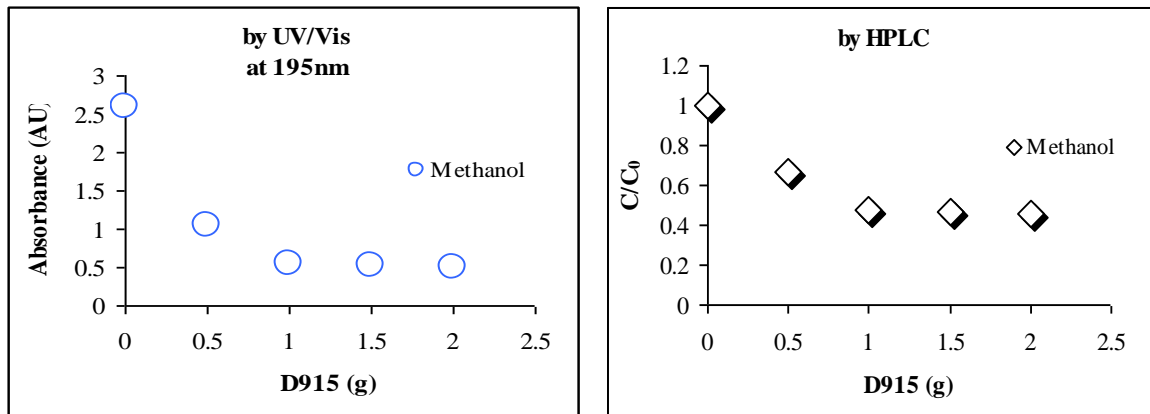 by UV/Vis
at 195nm
Absorbance (AU)
3
2.5
2
1.5
1
0.5
0
0 0.5 1 1.5 2 2.5
D915 (g)
Methanol
by HPLC
C/C₀
1.2
1
0.8
0.6
0.4
0.2
0
0 0.5 1 1.5 2 2.5
D915 (g)
Methanol